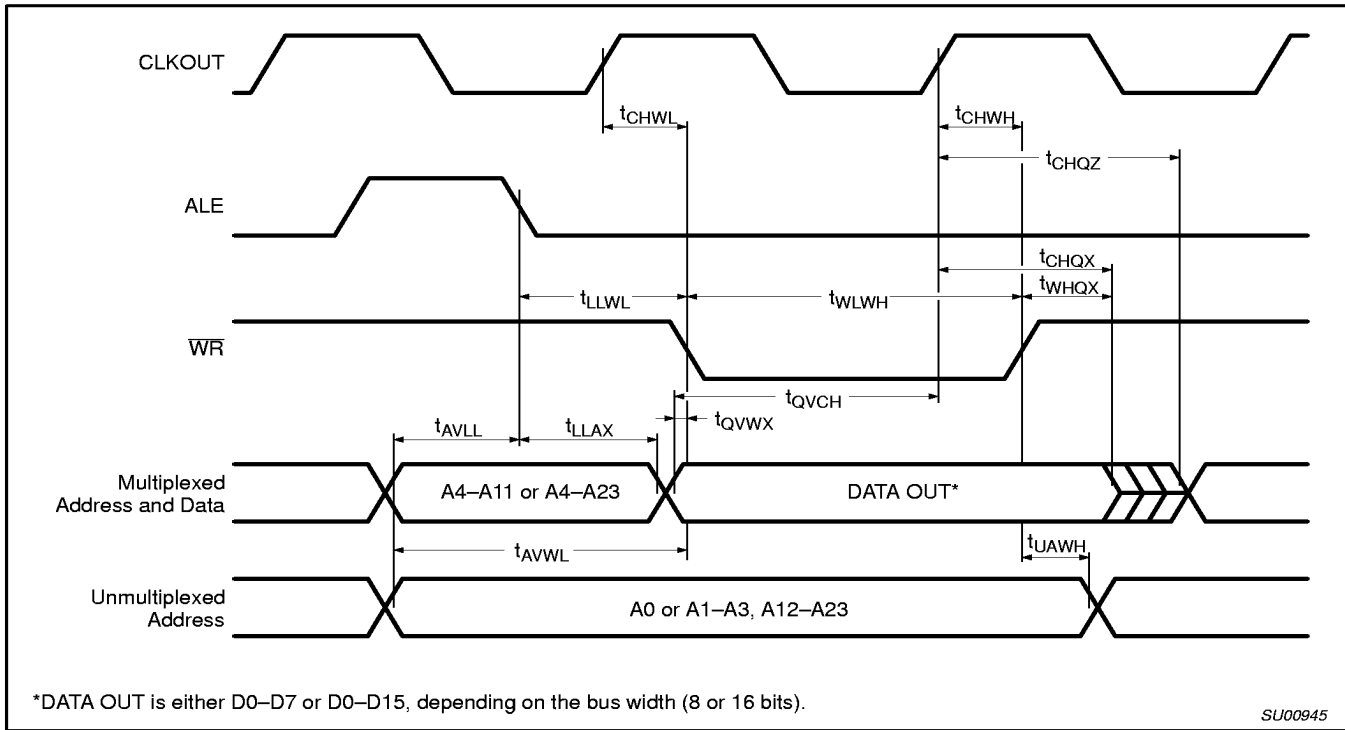 CLKOUT
tCHWL
tCHWH
tCHQZ
ALE
tCHQX
tLLWL
tWLWH
tWHQX
WR
tQVCH
tQVWX
tAVLL
tLLAX
Multiplexed
Address and Data
A4–A11 or A4–A23
DATA OUT*
tAVWL
tUAWH
Unmultiplexed
Address
A0 or A1–A3, A12–A23
*DATA OUT is either D0–D7 or D0–D15, depending on the bus width (8 or 16 bits).
SU00945